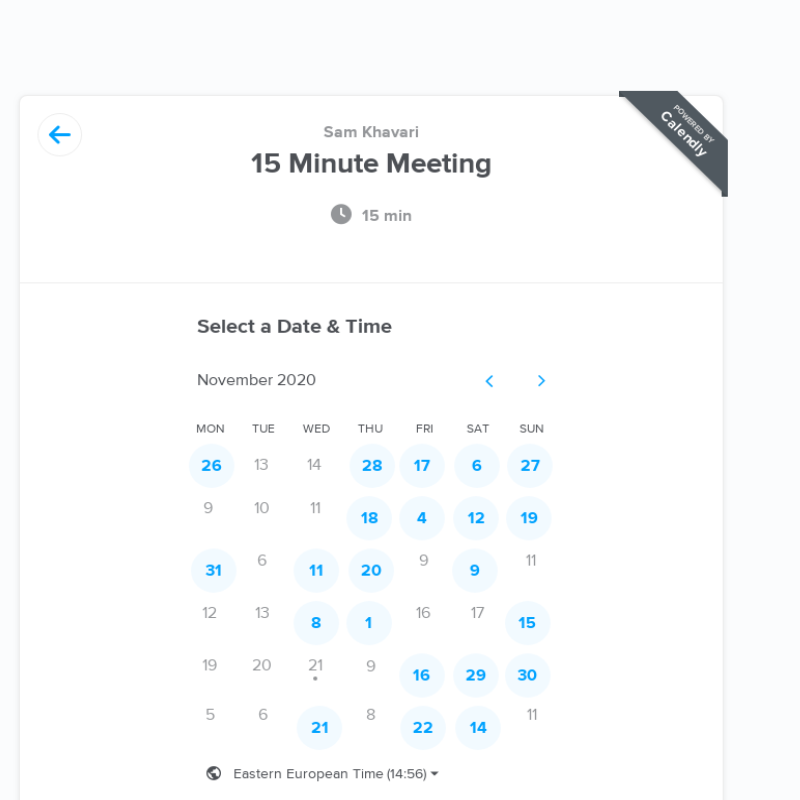 POWERED BY
Calendly
Sam Khavari
15 Minute Meeting
15 min
Select a Date & Time
November 2020
MON TUE WED THU FRI SAT SUN
26 13 14 28 17 6 27
9 10 11 18 4 12 19
31 6 11 20 9 9 11
12 13 8 1 16 17 15
19 20 21 9 16 29 30
5 6 21 8 22 14 11
Eastern European Time (14:56)